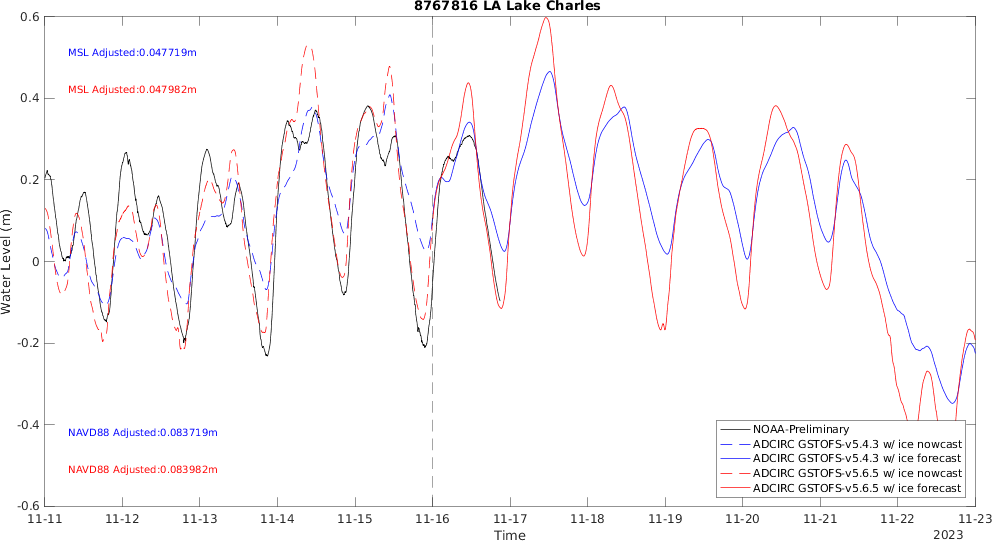 8767816 LA Lake Charles
0.6
MSL Adjusted:0.047719m
MSL Adjusted:0.047982m
0.4
0.2
0
-0.2
-0.4
-0.6
Water Level (m)
NAVD88 Adjusted:0.083719m
NAVD88 Adjusted:0.083982m
NOAA-Preliminary
ADCIRC GSTOFS-v5.4.3 w/ ice nowcast
ADCIRC GSTOFS-v5.4.3 w/ ice forecast
ADCIRC GSTOFS-v5.6.5 w/ ice nowcast
ADCIRC GSTOFS-v5.6.5 w/ ice forecast
11-11 11-12 11-13 11-14 11-15 11-16 11-17 11-18 11-19 11-20 11-21 11-22 11-23
Time
2023